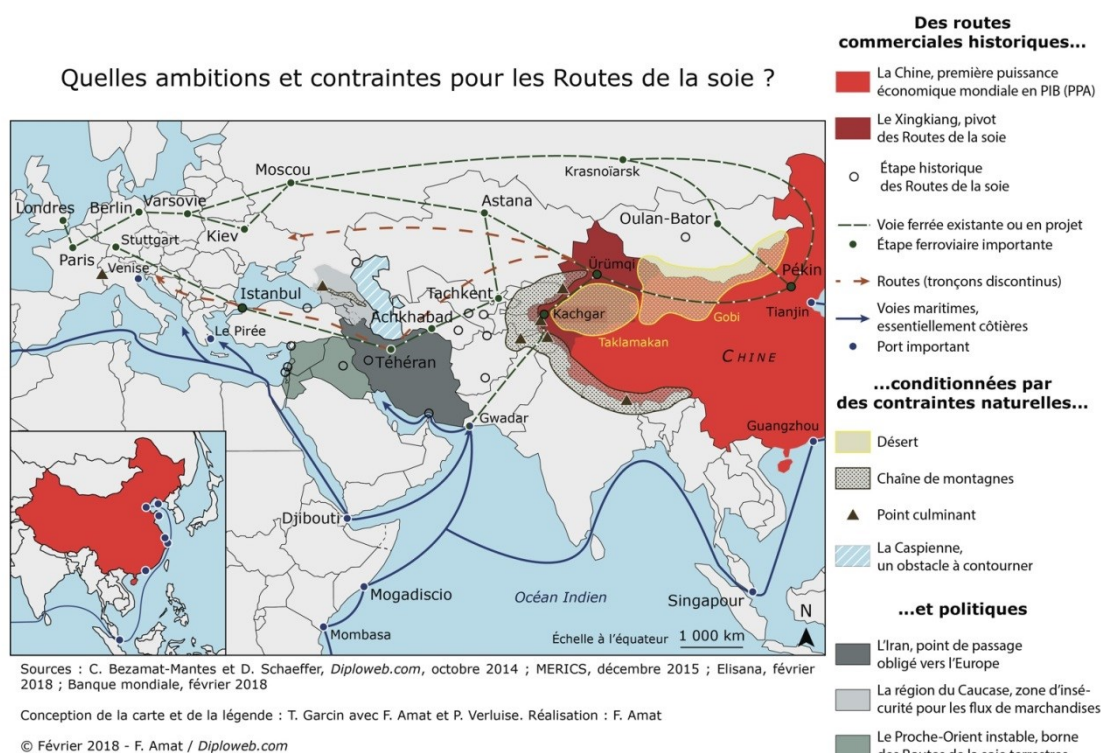 Quelles ambitions et contraintes pour les Routes de la soie ?
Londres
Berlin
Varsovie
Moscou
Krasnoïarsk
Paris
Stuttgart
Kiev
Astana
Oulan-Bator
Venise
Istanbul
Le Pirée
Tachkent
Achkhabad
Téhéran
Ürümqi
Kachgar
Taklamakan
Gobi
Pékin
Tianjin
CHINE
Gwadar
Guangzhou
Djibouti
Mogadiscio
Mombasa
Océan Indien
Singapour
Échelle à l'équateur 1 000 km
N
Des routes
commerciales historiques...
La Chine, première puissance
économique mondiale en PIB (PPA)
Le Xingkiang, pivot
des Routes de la soie
Étape historique
des Routes de la soie
Voie ferrée existante ou en projet
Étape ferroviaire importante
Routes (tronçons discontinus)
Voies maritimes,
essentiellement côtières
Port important
...conditionnées par
des contraintes naturelles...
Désert
Chaîne de montagnes
Point culminant
La Caspienne,
un obstacle à contourner
...et politiques
L'Iran, point de passage
obligé vers l'Europe
La région du Caucase, zone d'insé-
curité pour les flux de marchandises
Le Proche-Orient instable, borne
des Routes de la soie terrestres
Sources : C. Bezamat-Mantes et D. Schaeffer, Diploweb.com, octobre 2014 ; MERICS, décembre 2015 ; Elisana, février
2018 ; Banque mondiale, février 2018
Conception de la carte et de la légende : T. Garcin avec F. Amat et P. Verluise. Réalisation : F. Amat
© Février 2018 - F. Amat / Diploweb.com